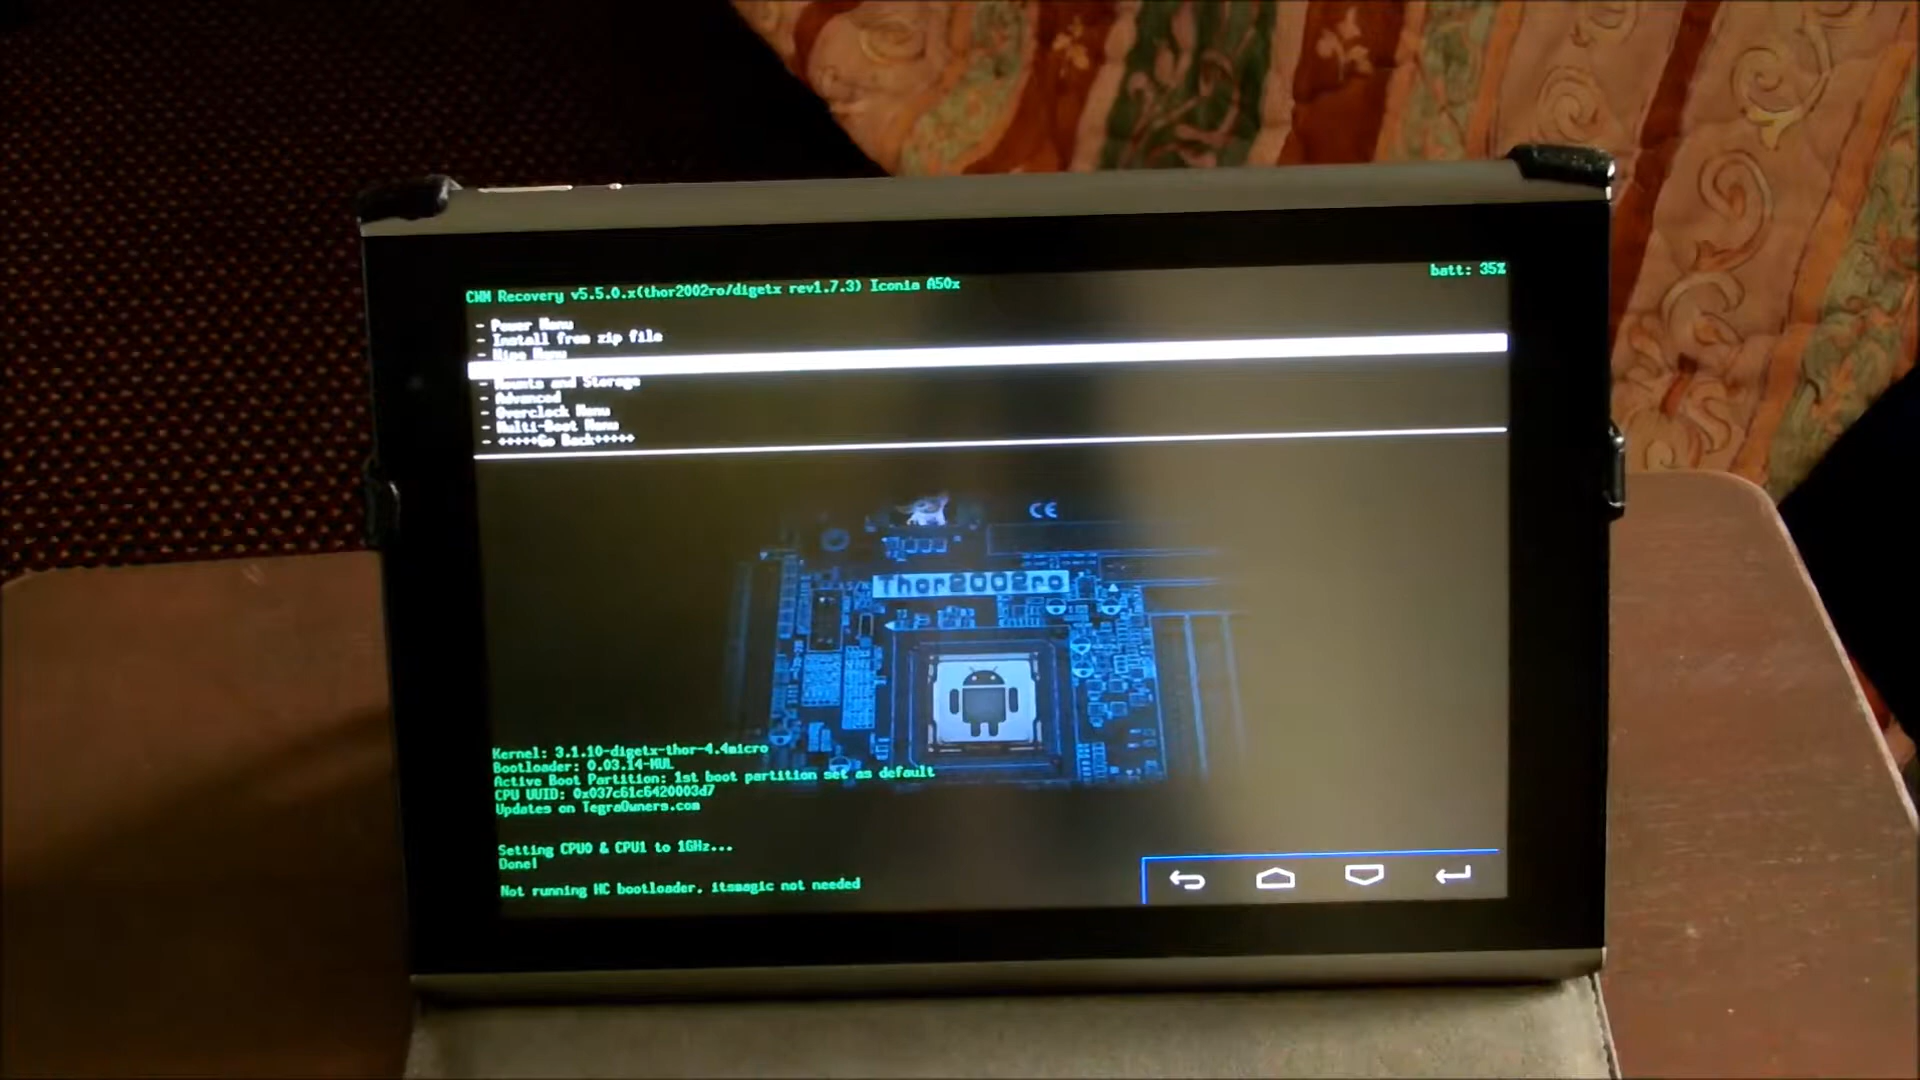 CWM Recovery v5.5.0.x(thor2002ro/digetx rev1.7.3) Iconia A50x
batt: 35%
- Power Menu
- Install from zip file
- Wipe Menu
- Mounts and Storage
- Advanced
- Overclock Menu
- Multi-Boot Menu
- +++++Go Back+++++
CE
Thor2002ro
Kernel: 3.1.10-digetx-thor-4.4micro
Bootloader: 0.03.14-MUL
Active Boot Partition: 1st boot partition set as default
CPU UUID: 0x037c61c6420003d7
Updates on TegraOwners.com
Setting CPU0 & CPU1 to 1GHz...
Done!
Not running HC bootloader, itsmagic not needed